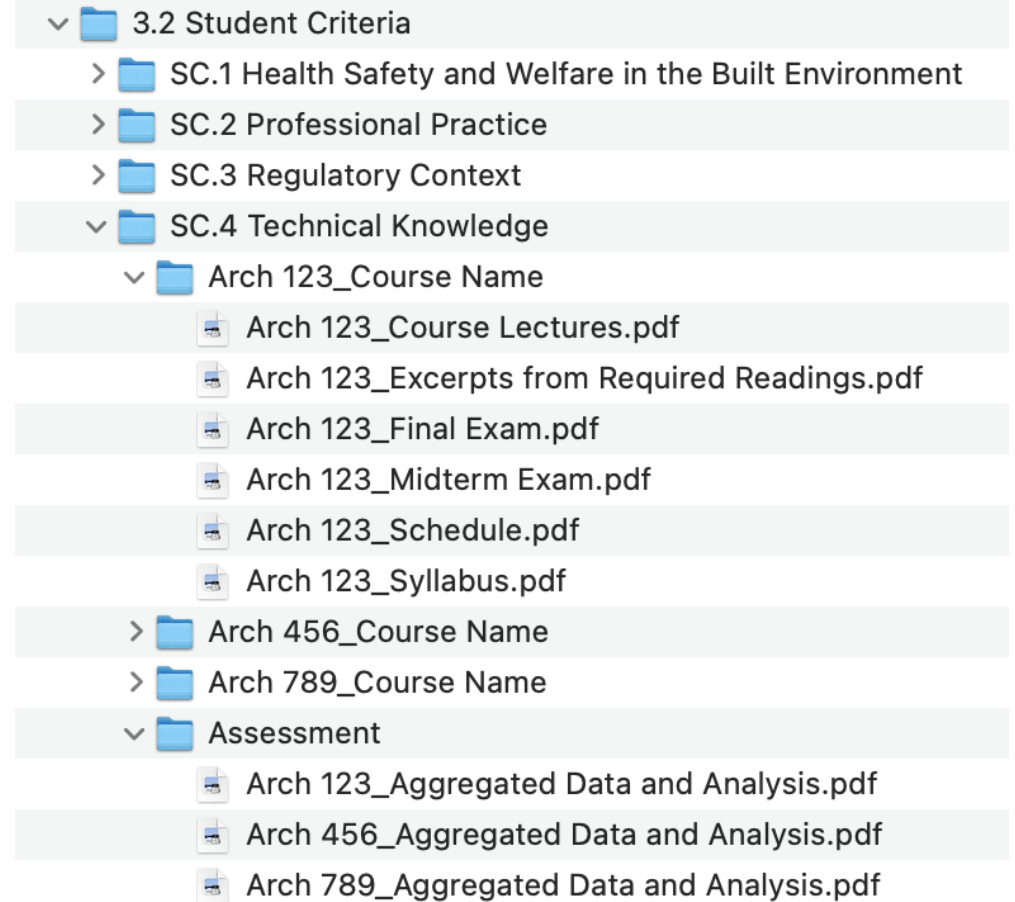 3.2 Student Criteria
SC.1 Health Safety and Welfare in the Built Environment
SC.2 Professional Practice
SC.3 Regulatory Context
SC.4 Technical Knowledge
Arch 123_Course Name
Arch 123_Course Lectures.pdf
Arch 123_Excerpts from Required Readings.pdf
Arch 123_Final Exam.pdf
Arch 123_Midterm Exam.pdf
Arch 123_Schedule.pdf
Arch 123_Syllabus.pdf
Arch 456_Course Name
Arch 789_Course Name
Assessment
Arch 123_Aggregated Data and Analysis.pdf
Arch 456_Aggregated Data and Analysis.pdf
Arch 789_Aggregated Data and Analysis.pdf